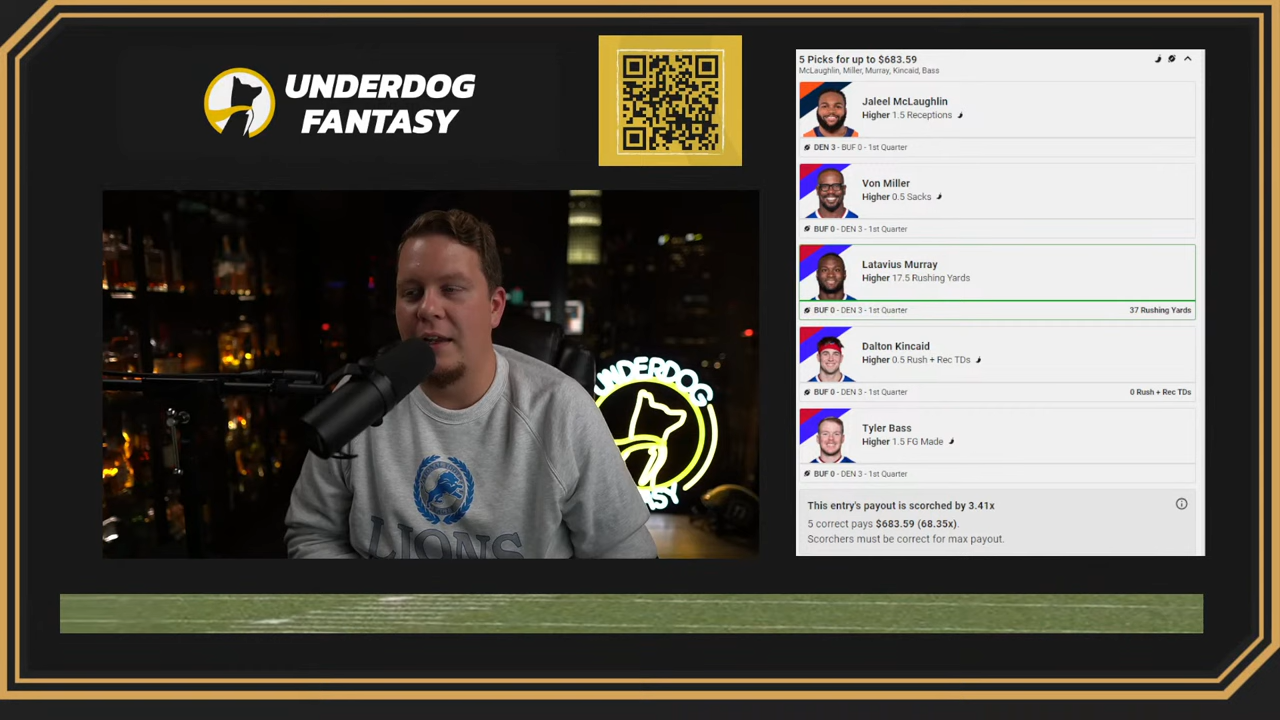 UNDERDOG
FANTASY
5 Picks for up to $683.59
McLaughlin, Miller, Murray, Kincaid, Bass
Jaleel McLaughlin
Higher 1.5 Receptions
DEN 3 - BUF 0 - 1st Quarter
Von Miller
Higher 0.5 Sacks
BUF 0 - DEN 3 - 1st Quarter
Latavius Murray
Higher 17.5 Rushing Yards
BUF 0 - DEN 3 - 1st Quarter 37 Rushing Yards
Dalton Kincaid
Higher 0.5 Rush + Rec TDs
BUF 0 - DEN 3 - 1st Quarter 0 Rush + Rec TDs
Tyler Bass
Higher 1.5 FG Made
BUF 0 - DEN 3 - 1st Quarter
This entry's payout is scorched by 3.41x
5 correct pays $683.59 (68.35x).
Scorchers must be correct for max payout.
UNDERDOG
LIONS